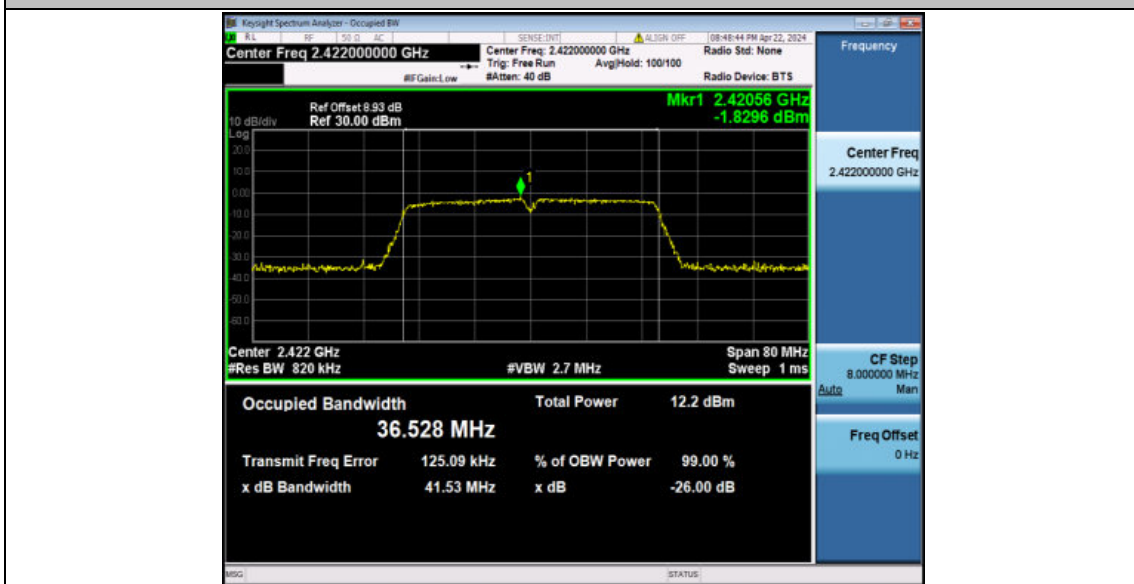 Keysight Spectrum Analyzer - Occupied BW
RL RF 50 Ω AC SENSE:INT ALIGN OFF 08:48:44 PM Apr 22, 2024
Center Freq 2.422000000 GHz Center Freq: 2.422000000 GHz Radio Std: None
Trig: Free Run Avg|Hold: 100/100
#IFGain:Low #Atten: 40 dB Radio Device: BTS
Frequency
Ref Offset 8.93 dB Mkr1 2.42056 GHz
10 dB/div Ref 30.00 dBm -1.8296 dBm
Log
20.0
10.0
0.00
-10.0
-20.0
-30.0
-40.0
-50.0
-60.0
1
Center 2.422 GHz Span 80 MHz
#Res BW 820 kHz #VBW 2.7 MHz Sweep 1 ms
Occupied Bandwidth Total Power 12.2 dBm
36.528 MHz
Transmit Freq Error 125.09 kHz % of OBW Power 99.00 %
x dB Bandwidth 41.53 MHz x dB -26.00 dB
Center Freq
2.422000000 GHz
CF Step
8.000000 MHz
Auto Man
Freq Offset
0 Hz
MSG STATUS